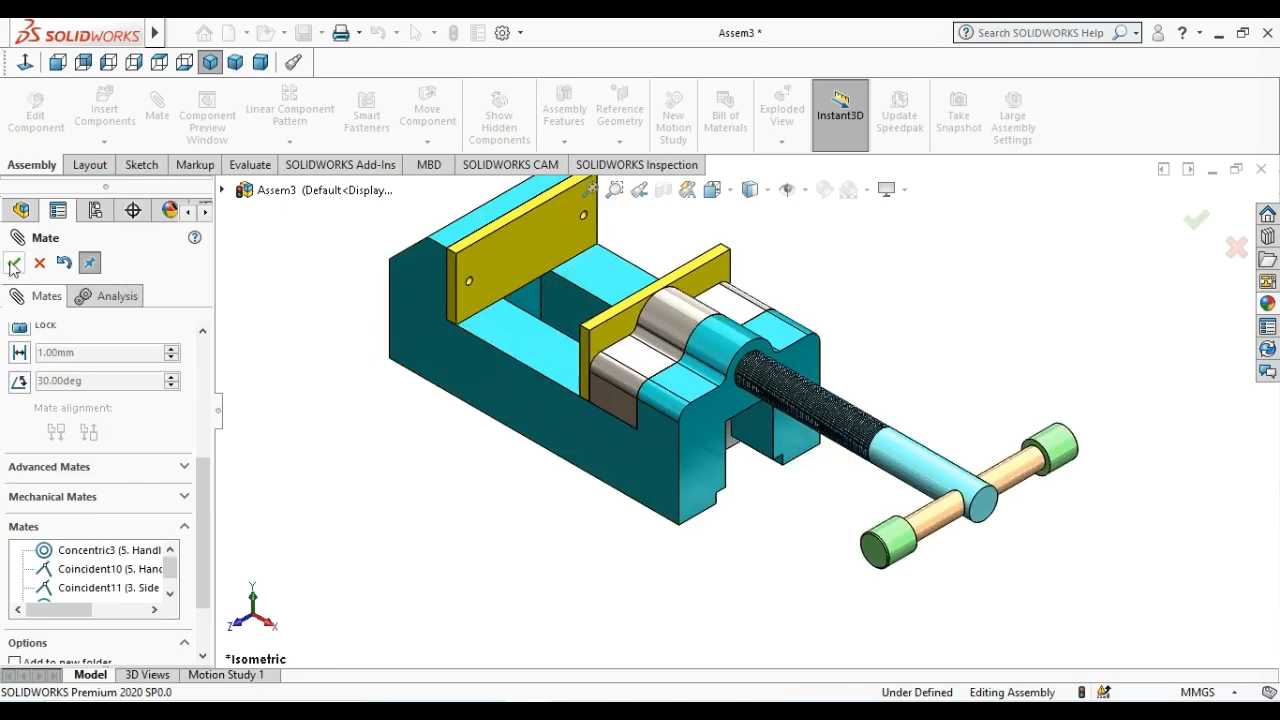 SOLIDWORKS
Assem3 *
Search SOLIDWORKS Help
Edit Component
Insert Components
Mate
Component Preview Window
Linear Component Pattern
Smart Fasteners
Move Component
Show Hidden Components
Assembly Features
Reference Geometry
New Motion Study
Bill of Materials
Exploded View
Instant3D
Update Speedpak
Take Snapshot
Large Assembly Settings
Assembly Layout Sketch Markup Evaluate SOLIDWORKS Add-Ins MBD SOLIDWORKS CAM SOLIDWORKS Inspection
Assem3 (Default<Display...
Mate
Mates Analysis
Lock
1.00mm
30.00deg
Mate alignment:
Advanced Mates
Mechanical Mates
Mates
Concentric3 (5. Handl
Coincident10 (5. Hanc
Coincident11 (3. Side
Options
Add to new folder
Y
Z
X
*Isometric
Model 3D Views Motion Study 1
SOLIDWORKS Premium 2020 SP0.0 Under Defined Editing Assembly MMGS